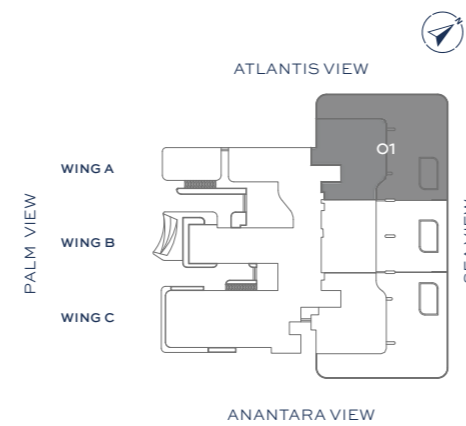 N
ATLANTIS VIEW
01
WING A
PALM VIEW
WING B
WING C
ANANTARA VIEW